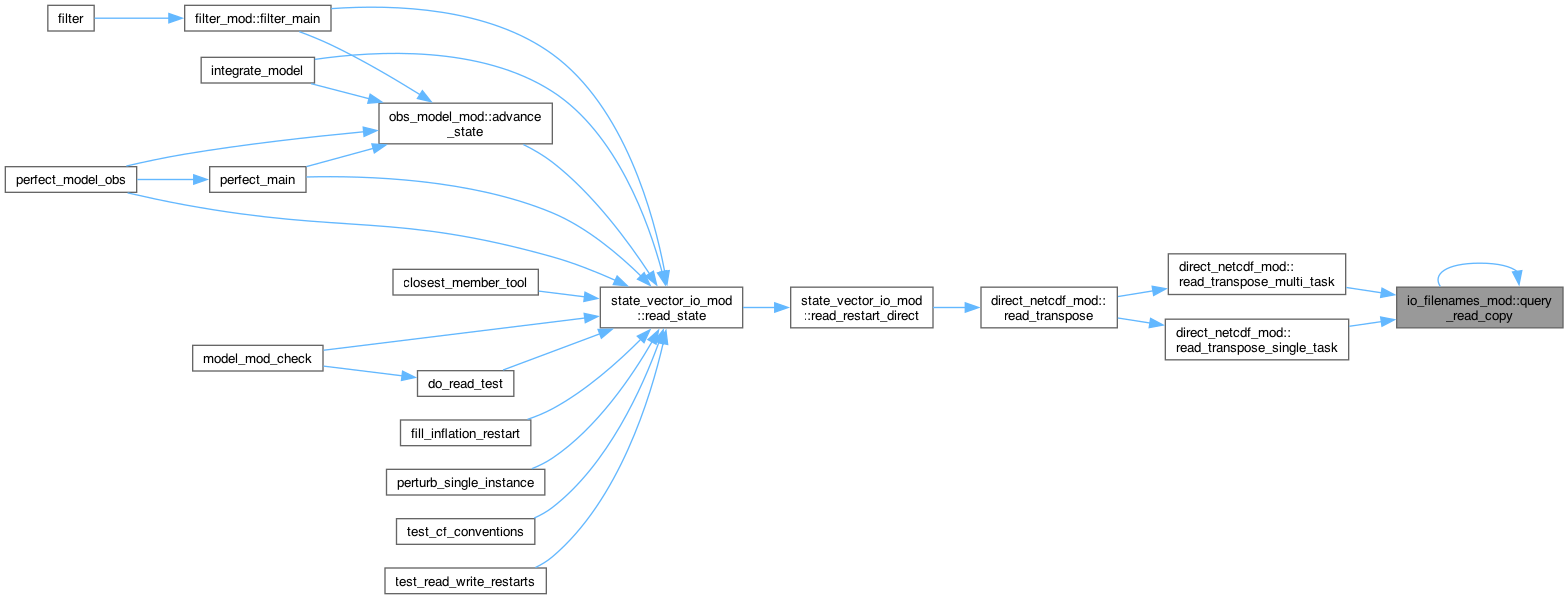 filter
filter_mod::filter_main
integrate_model
obs_model_mod::advance
_state
perfect_model_obs
perfect_main
closest_member_tool
state_vector_io_mod
::read_state
state_vector_io_mod
::read_restart_direct
direct_netcdf_mod::
read_transpose
direct_netcdf_mod::
read_transpose_multi_task
direct_netcdf_mod::
read_transpose_single_task
io_filenames_mod::query
_read_copy
model_mod_check
do_read_test
fill_inflation_restart
perturb_single_instance
test_cf_conventions
test_read_write_restarts